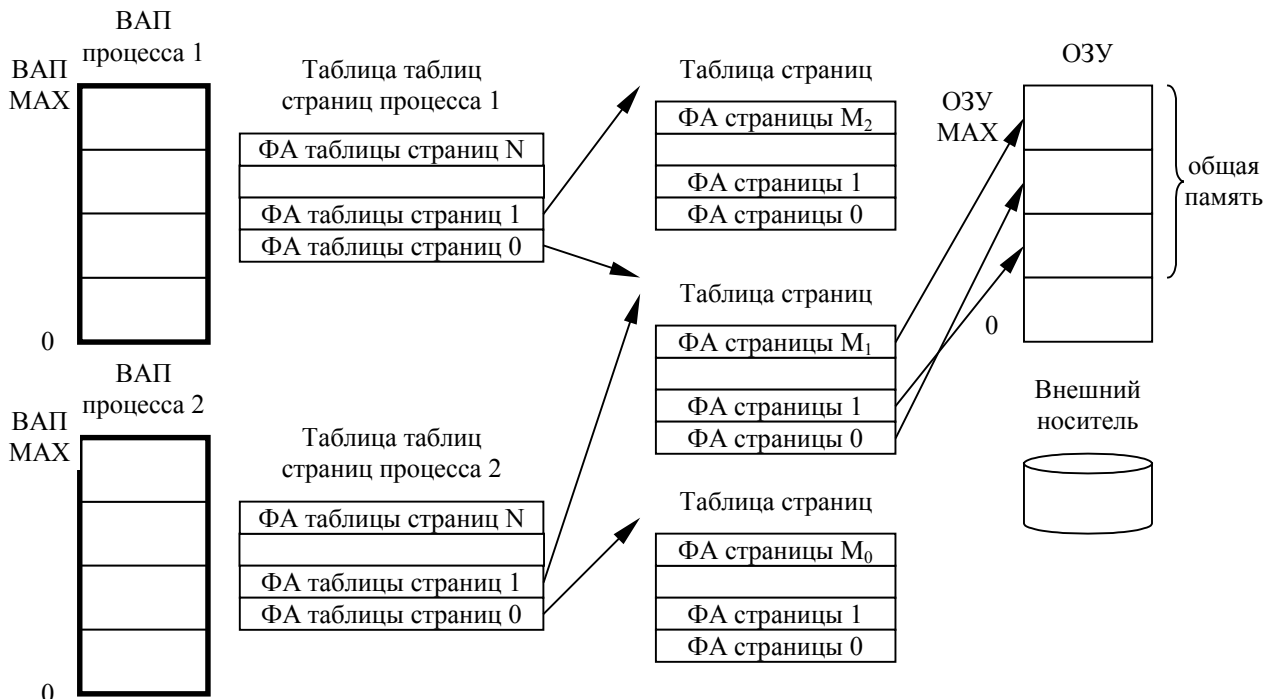 ВАП
процесса 1
ВАП
MAX
0
Таблица таблиц
страниц процесса 1
ФА таблицы страниц N
ФА таблицы страниц 1
ФА таблицы страниц 0
Таблица страниц
ФА страницы M₂
ФА страницы 1
ФА страницы 0
ОЗУ
ОЗУ
MAX
общая
память
0
Таблица страниц
ФА страницы M₁
ФА страницы 1
ФА страницы 0
ВАП
процесса 2
ВАП
MAX
0
Таблица таблиц
страниц процесса 2
ФА таблицы страниц N
ФА таблицы страниц 1
ФА таблицы страниц 0
Таблица страниц
ФА страницы M₀
ФА страницы 1
ФА страницы 0
Внешний
носитель